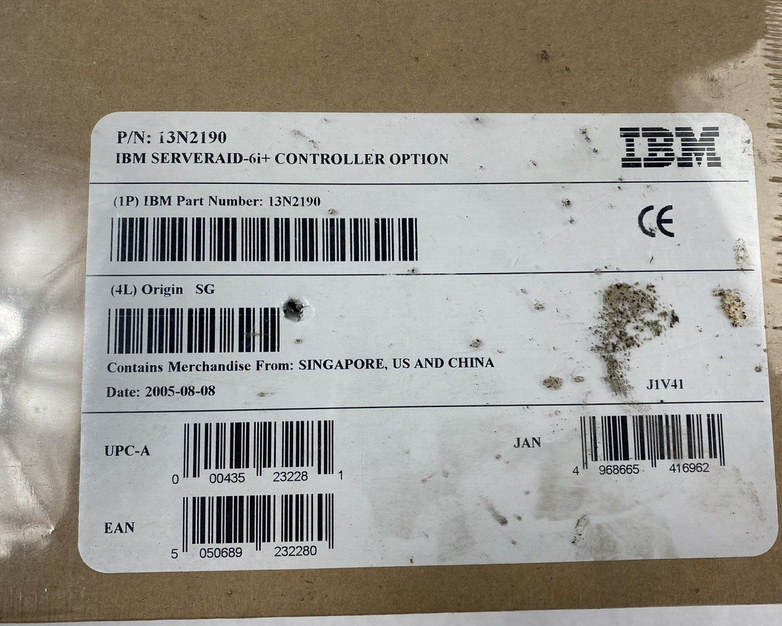 P/N: 13N2190
IBM SERVERAID-6i+ CONTROLLER OPTION
IBM
(1P) IBM Part Number: 13N2190
CE
(4L) Origin SG
Contains Merchandise From: SINGAPORE, US AND CHINA
Date: 2005-08-08
J1V41
UPC-A
0 00435 23228 1
JAN
4 968665 416962
EAN
5 050689 232280